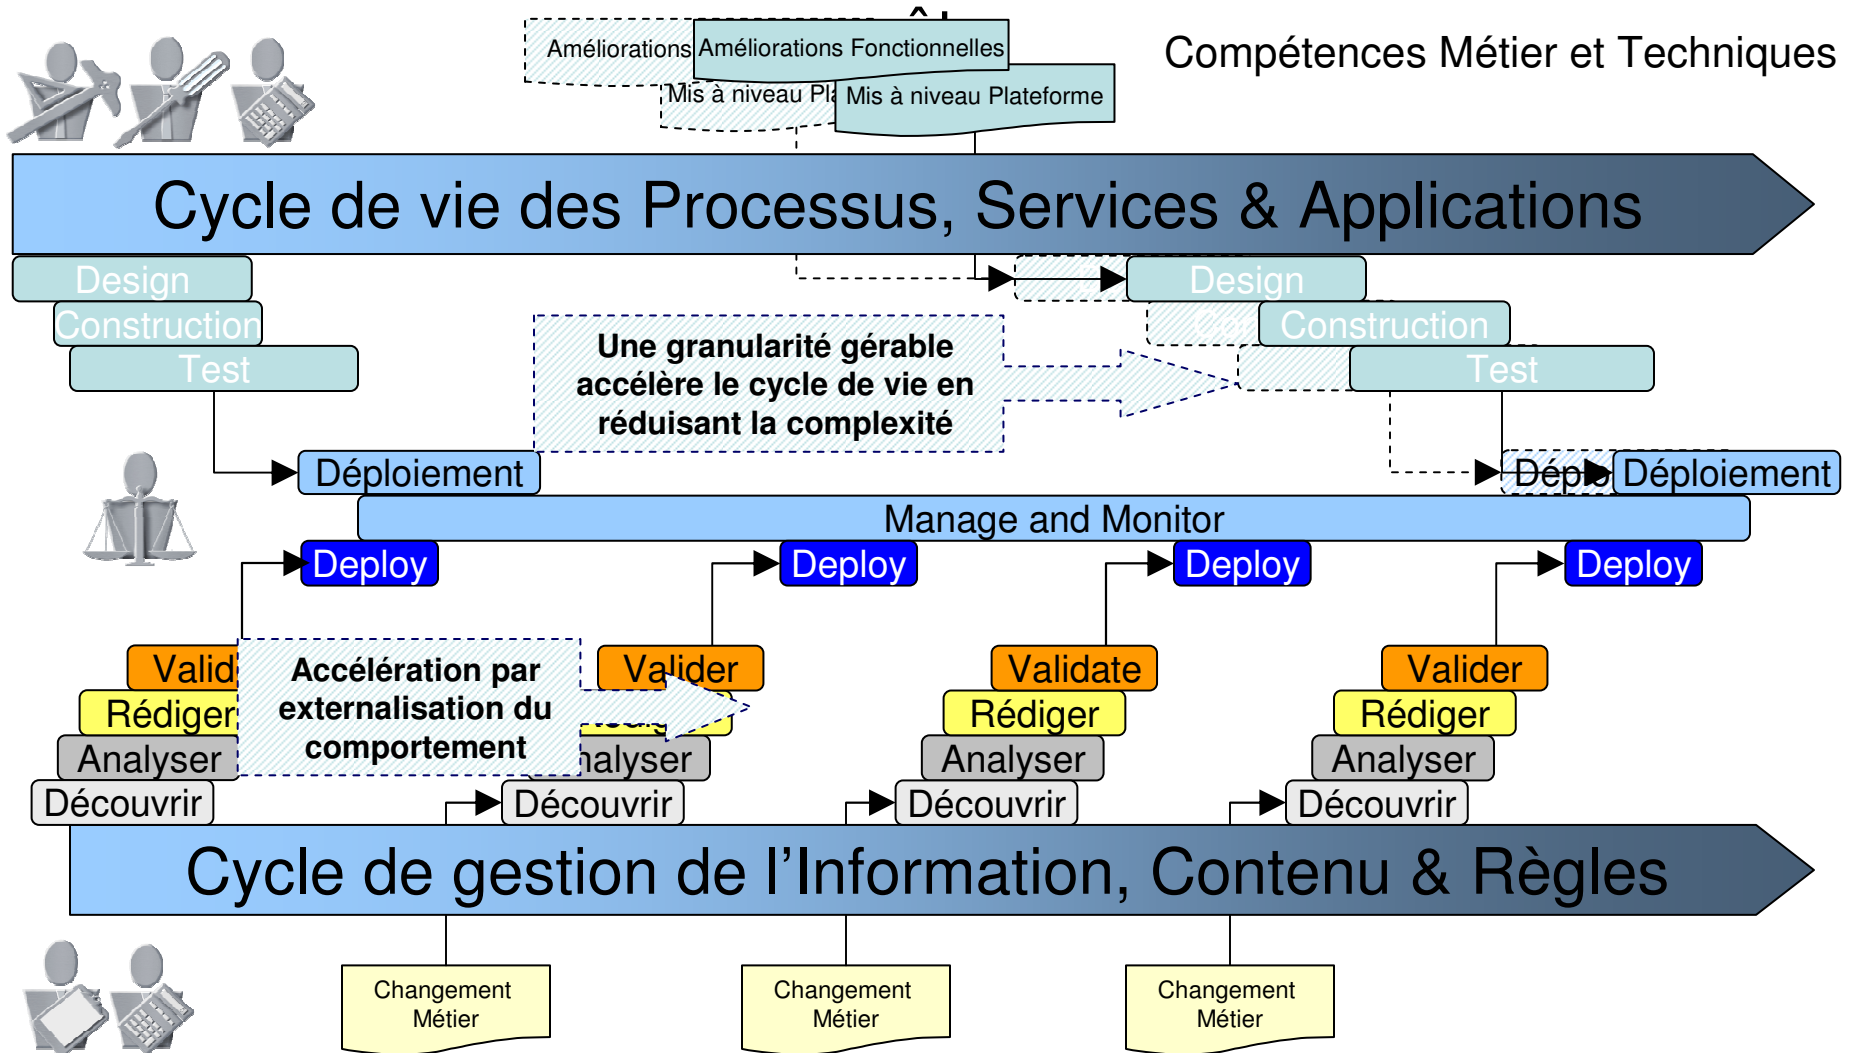 Compétences Métier et Techniques
Améliorations
Améliorations Fonctionnelles
Mis à niveau
Mis à niveau Plateforme
Cycle de vie des Processus, Services & Applications
Design
Construction
Test
Design
Construction
Test
Une granularité gérable
accélère le cycle de vie en
réduisant la complexité
Déploiement
Déploiement
Manage and Monitor
Deploy
Deploy
Deploy
Deploy
Valider
Validate
Valider
Accélération par
externalisation du
comportement
Rédiger
Rédiger
Rédiger
Analyser
Analyser
Analyser
Découvrir
Découvrir
Découvrir
Découvrir
Cycle de gestion de l’Information, Contenu & Règles
Changement
Métier
Changement
Métier
Changement
Métier